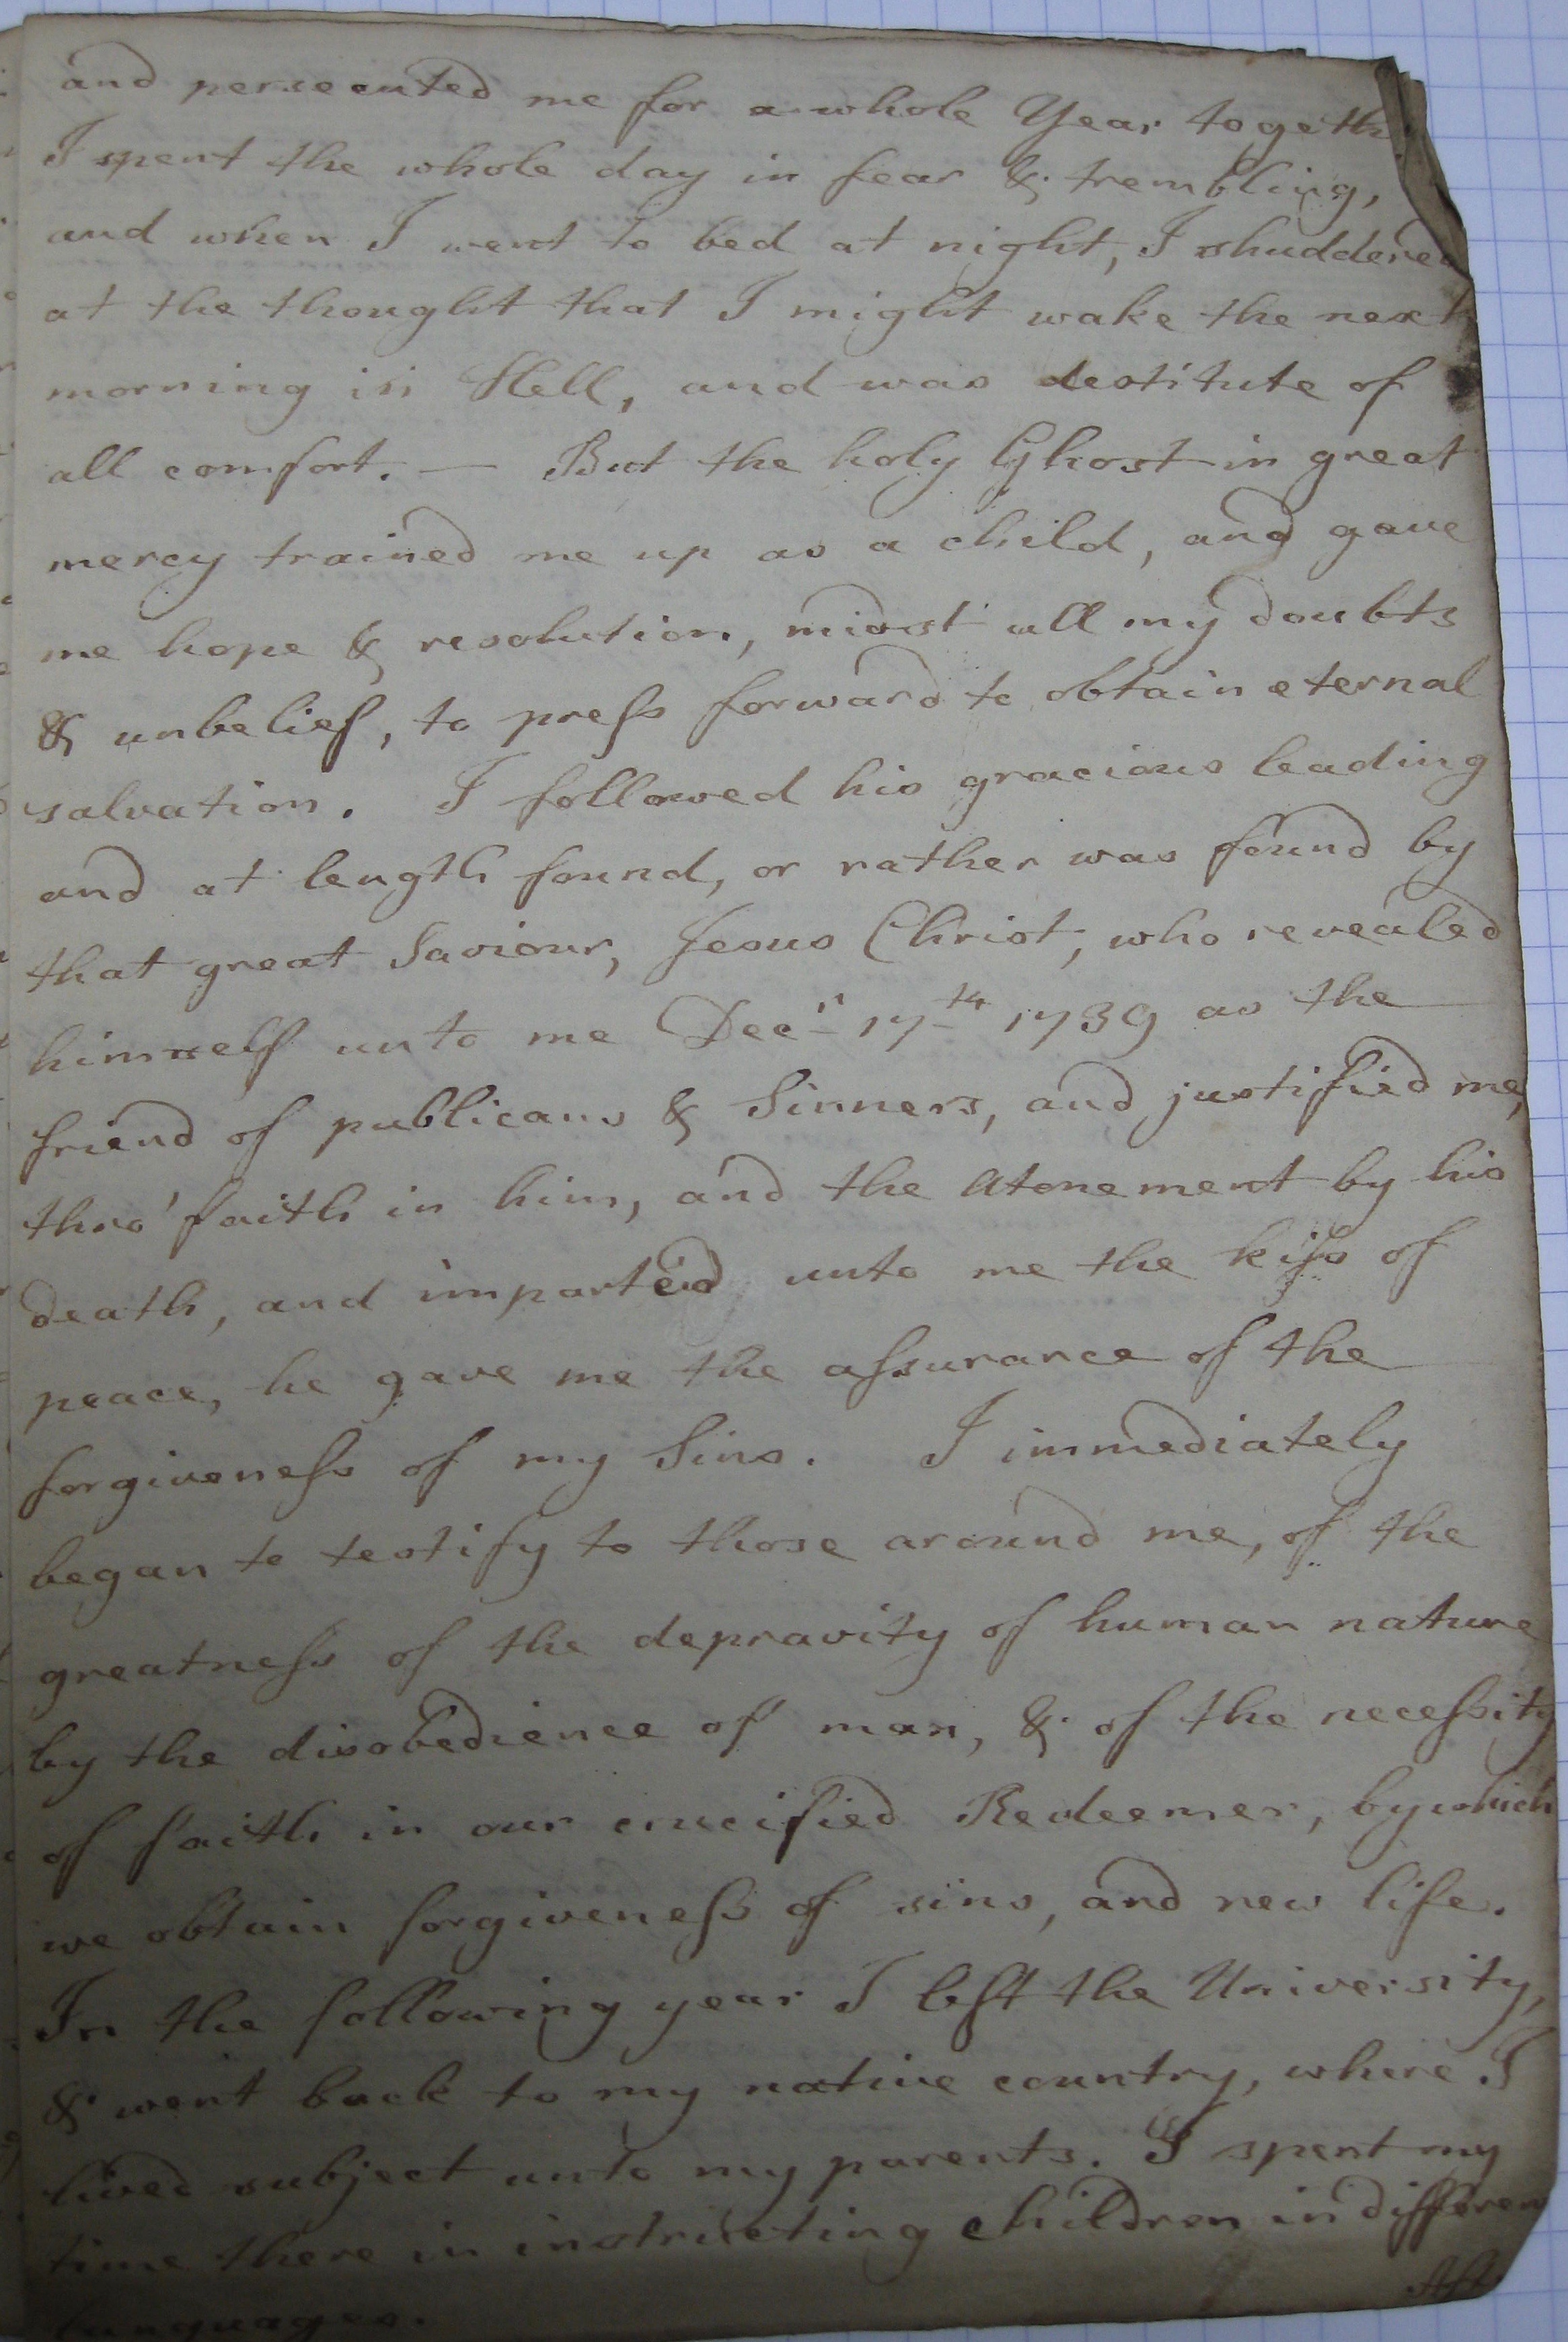 and persecuted me for a whole Year togeth
I spent the whole day in fear & trembling,
and when I went to bed at night, I shuddered
at the thought that I might wake the next
morning in Hell, and was destitute of
all comfort. — But the holy Ghost in great
mercy trained me up as a child, and gave
me hope & resolution, midst all my doubts
& unbelief, to press forward to obtain eternal
salvation. I followed his gracious leading
and at length found, or rather was found by
that great Saviour, Jesus Christ, who revealed
himself unto me Decr 17th 1739 as the
friend of publicans & Sinners, and justified me,
thro' faith in him, and the Atonement by his
death, and imparted unto me the kiss of
peace, he gave me the assurance of the
forgiveness of my Sins. I immediately
began to testify to those around me, of the
greatness of the depravity of human nature
by the disobedience of man, & of the necessity
of faith in our crucified Redeemer, by which
we obtain forgiveness of sins, and new life.
In the following year I left the University,
& went back to my native country, where I
lived subject unto my parents. I spent my
time there in instructing children in differen
languages.